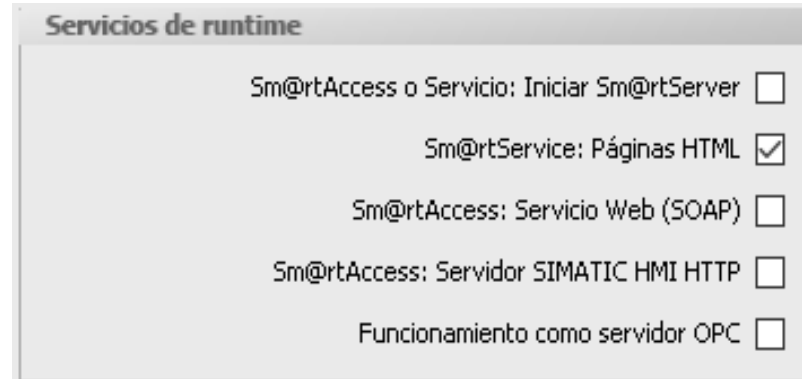 Servicios de runtime
Sm@rtAccess o Servicio: Iniciar Sm@rtServer
Sm@rtService: Páginas HTML
Sm@rtAccess: Servicio Web (SOAP)
Sm@rtAccess: Servidor SIMATIC HMI HTTP
Funcionamiento como servidor OPC